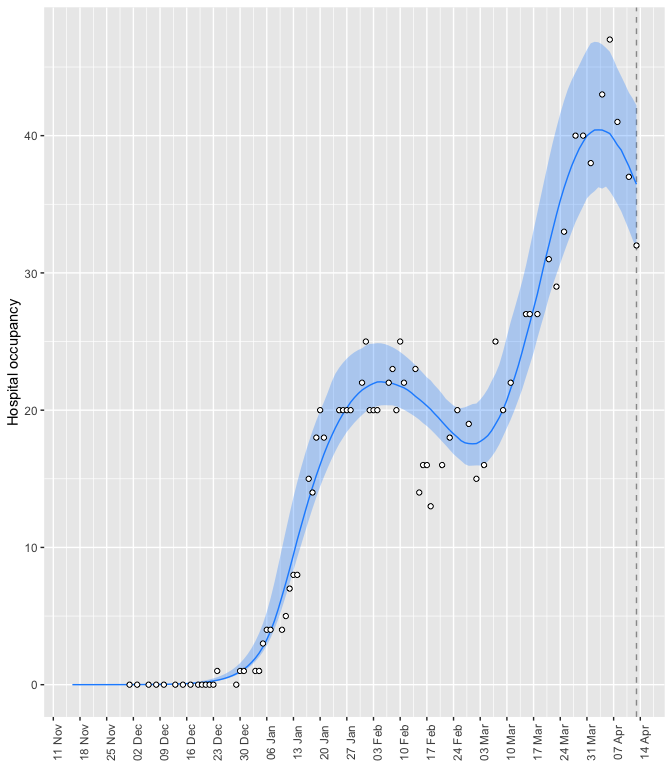 Hospital occupancy
40
30
20
10
0
11 Nov
18 Nov
25 Nov
02 Dec
09 Dec
16 Dec
23 Dec
30 Dec
06 Jan
13 Jan
20 Jan
27 Jan
03 Feb
10 Feb
17 Feb
24 Feb
03 Mar
10 Mar
17 Mar
24 Mar
31 Mar
07 Apr
14 Apr